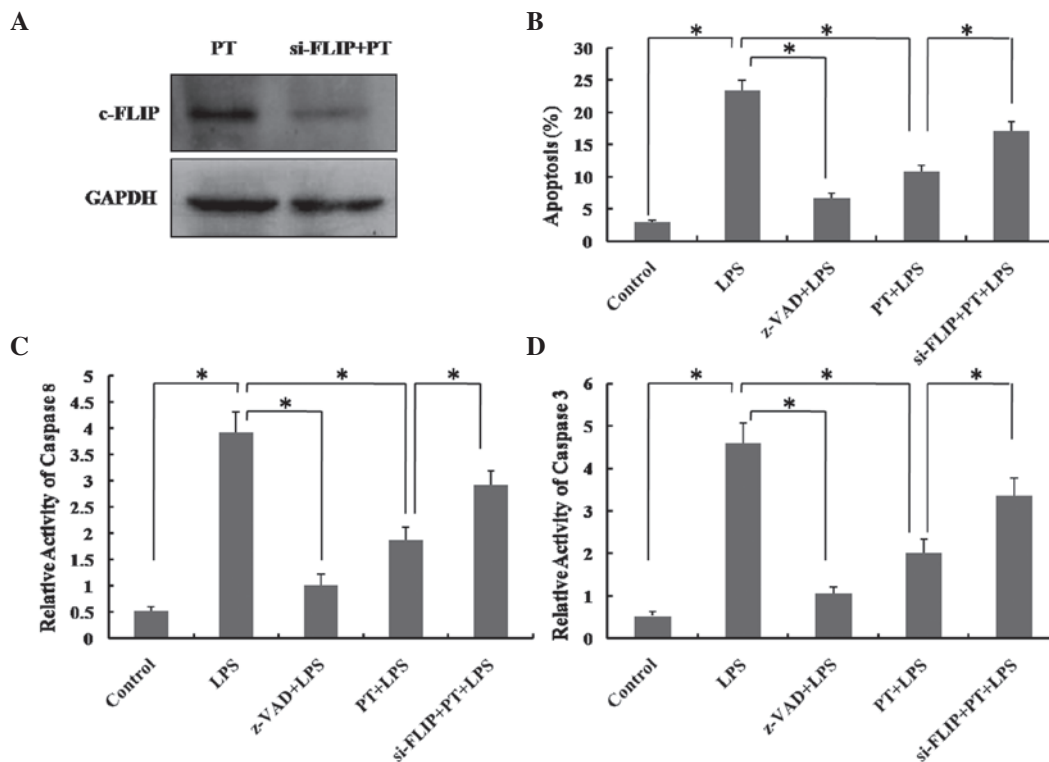 A
PT si-FLIP+PT
c-FLIP
GAPDH
B
* * * *
Apoptosis (%)
30
25
20
15
10
5
0
Control
LPS
z-VAD+LPS
PT+LPS
si-FLIP+PT+LPS
C
* * * *
Relative Activity of Caspase 8
5
4.5
4
3.5
3
2.5
2
1.5
1
0.5
0
Control
LPS
z-VAD+LPS
PT+LPS
si-FLIP+PT+LPS
D
* * * *
Relative Activity of Caspase 3
6
5
4
3
2
1
0
Control
LPS
z-VAD+LPS
PT+LPS
si-FLIP+PT+LPS